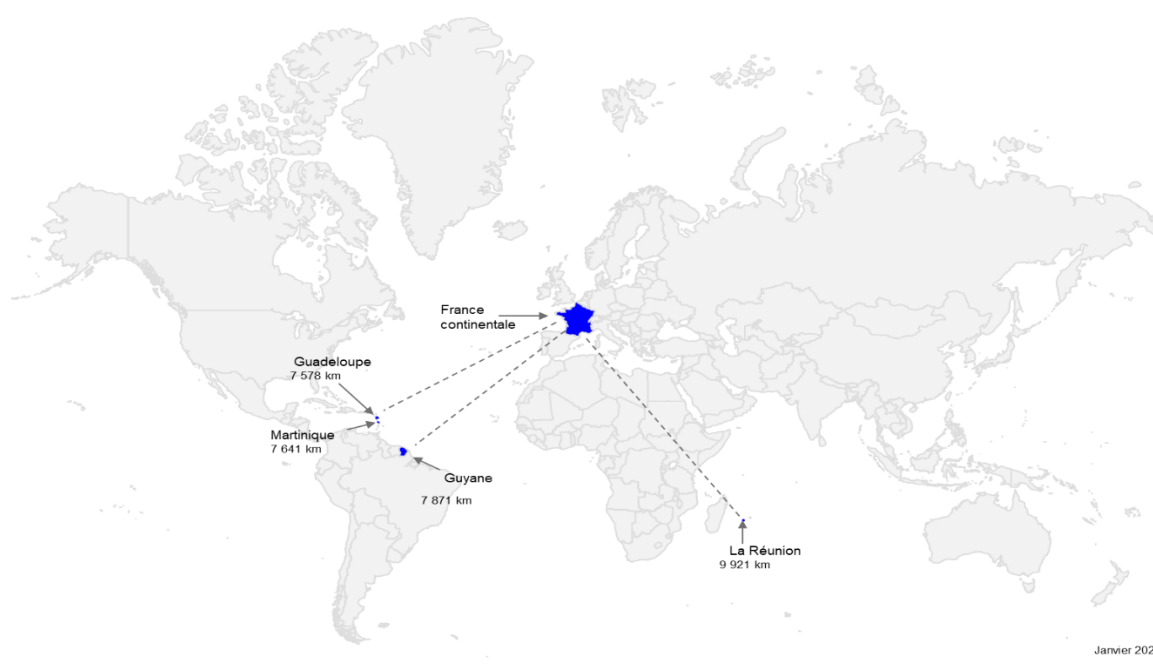 France
continentale
Guadeloupe
7 578 km
Martinique
7 641 km
Guyane
7 871 km
La Réunion
9 921 km
Janvier 202